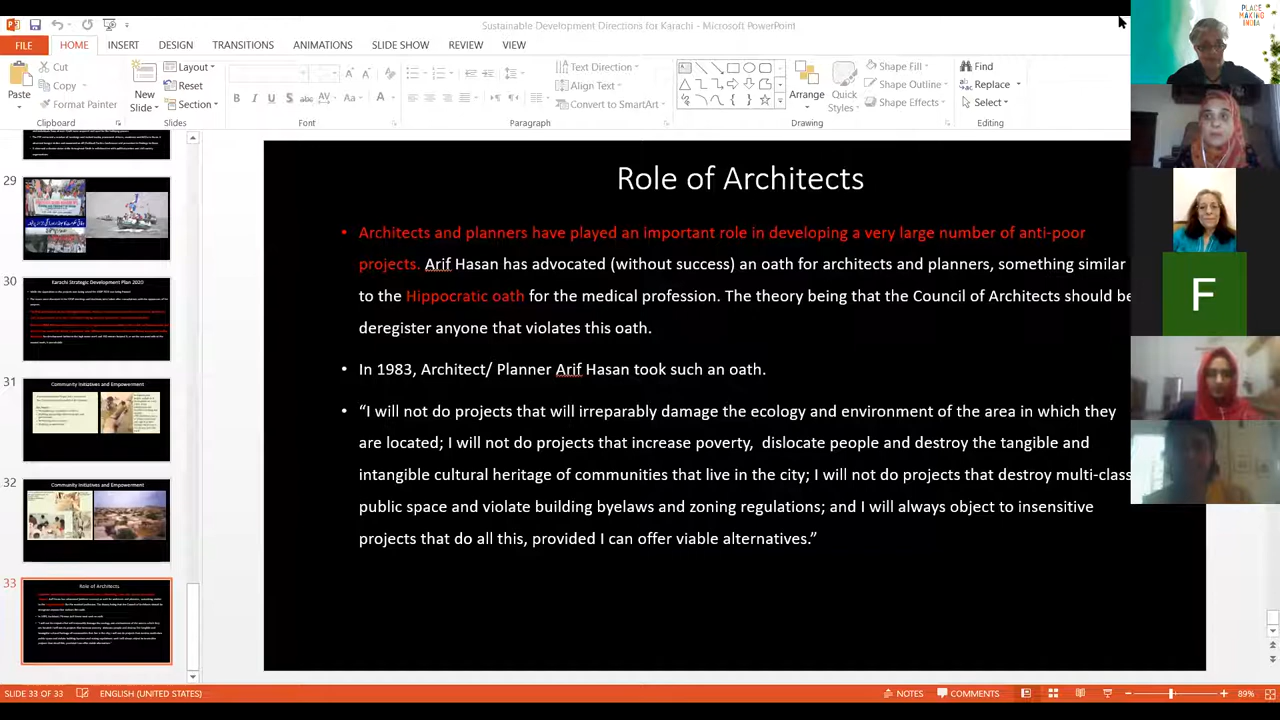 Sustainable Development Directions for Karachi - Microsoft PowerPoint
PLACE
MAKING
INDIA
FILE HOME INSERT DESIGN TRANSITIONS ANIMATIONS SLIDE SHOW REVIEW VIEW
Paste
Cut
Copy
Format Painter
Clipboard
New
Slide
Layout
Reset
Section
Slides
B I U S abc AV Aa A
Font
Text Direction
Align Text
Convert to SmartArt
Paragraph
Arrange
Quick
Styles
Shape Fill
Shape Outline
Shape Effects
Drawing
Find
Replace
Select
Editing
29
30
Karachi Strategic Development Plan 2020
31
Community Initiatives and Empowerment
32
Community Initiatives and Empowerment
33
Role of Architects
Role of Architects
• Architects and planners have played an important role in developing a very large number of anti-poor
projects. Arif Hasan has advocated (without success) an oath for architects and planners, something similar
to the Hippocratic oath for the medical profession. The theory being that the Council of Architects should be
deregister anyone that violates this oath.
• In 1983, Architect/ Planner Arif Hasan took such an oath.
“I will not do projects that will irreparably damage the ecology and environment of the area in which they
are located; I will not do projects that increase poverty, dislocate people and destroy the tangible and
intangible cultural heritage of communities that live in the city; I will not do projects that destroy multi-class
public space and violate building byelaws and zoning regulations; and I will always object to insensitive
projects that do all this, provided I can offer viable alternatives.”
F
SLIDE 33 OF 33 ENGLISH (UNITED STATES) NOTES COMMENTS 89%